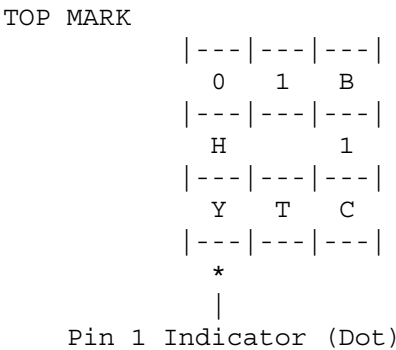 TOP MARK
|---|---|---|
0 1 B
|---|---|---|
H 1
|---|---|---|
Y T C
|---|---|---|
*
|
Pin 1 Indicator (Dot)